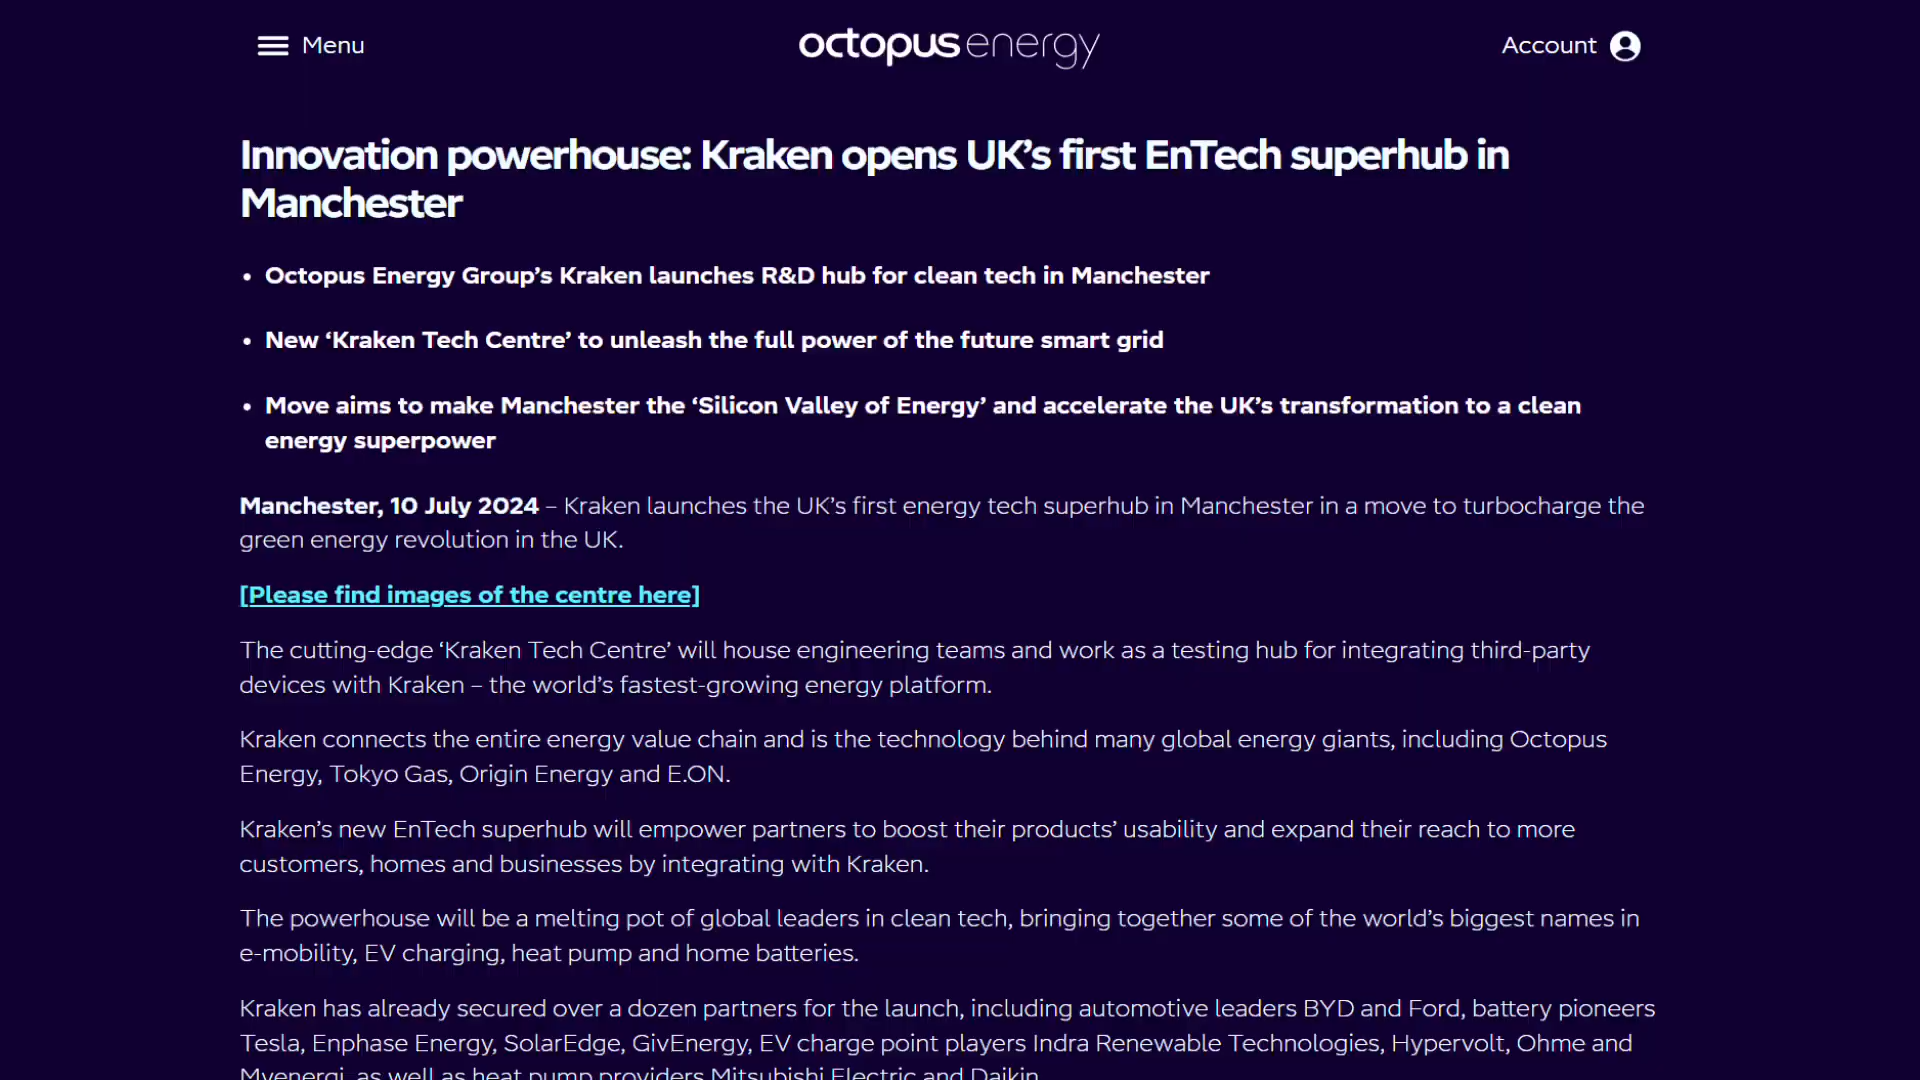 Menu
octopusenergy
Account
Innovation powerhouse: Kraken opens UK’s first EnTech superhub in
Manchester
• Octopus Energy Group’s Kraken launches R&D hub for clean tech in Manchester
• New ‘Kraken Tech Centre’ to unleash the full power of the future smart grid
• Move aims to make Manchester the ‘Silicon Valley of Energy’ and accelerate the UK’s transformation to a clean
energy superpower
Manchester, 10 July 2024 – Kraken launches the UK’s first energy tech superhub in Manchester in a move to turbocharge the
green energy revolution in the UK.
[Please find images of the centre here]
The cutting-edge ‘Kraken Tech Centre’ will house engineering teams and work as a testing hub for integrating third-party
devices with Kraken – the world’s fastest-growing energy platform.
Kraken connects the entire energy value chain and is the technology behind many global energy giants, including Octopus
Energy, Tokyo Gas, Origin Energy and E.ON.
Kraken’s new EnTech superhub will empower partners to boost their products’ usability and expand their reach to more
customers, homes and businesses by integrating with Kraken.
The powerhouse will be a melting pot of global leaders in clean tech, bringing together some of the world’s biggest names in
e-mobility, EV charging, heat pump and home batteries.
Kraken has already secured over a dozen partners for the launch, including automotive leaders BYD and Ford, battery pioneers
Tesla, Enphase Energy, SolarEdge, GivEnergy, EV charge point players Indra Renewable Technologies, Hypervolt, Ohme and
Myenergi, as well as heat pump providers Mitsubishi Electric and Daikin.